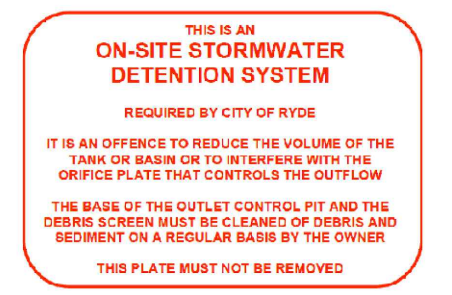 THIS IS AN
ON-SITE STORMWATER
DETENTION SYSTEM
REQUIRED BY CITY OF RYDE
IT IS AN OFFENCE TO REDUCE THE VOLUME OF THE
TANK OR BASIN OR TO INTERFERE WITH THE
ORIFICE PLATE THAT CONTROLS THE OUTFLOW
THE BASE OF THE OUTLET CONTROL PIT AND THE
DEBRIS SCREEN MUST BE CLEANED OF DEBRIS AND
SEDIMENT ON A REGULAR BASIS BY THE OWNER
THIS PLATE MUST NOT BE REMOVED